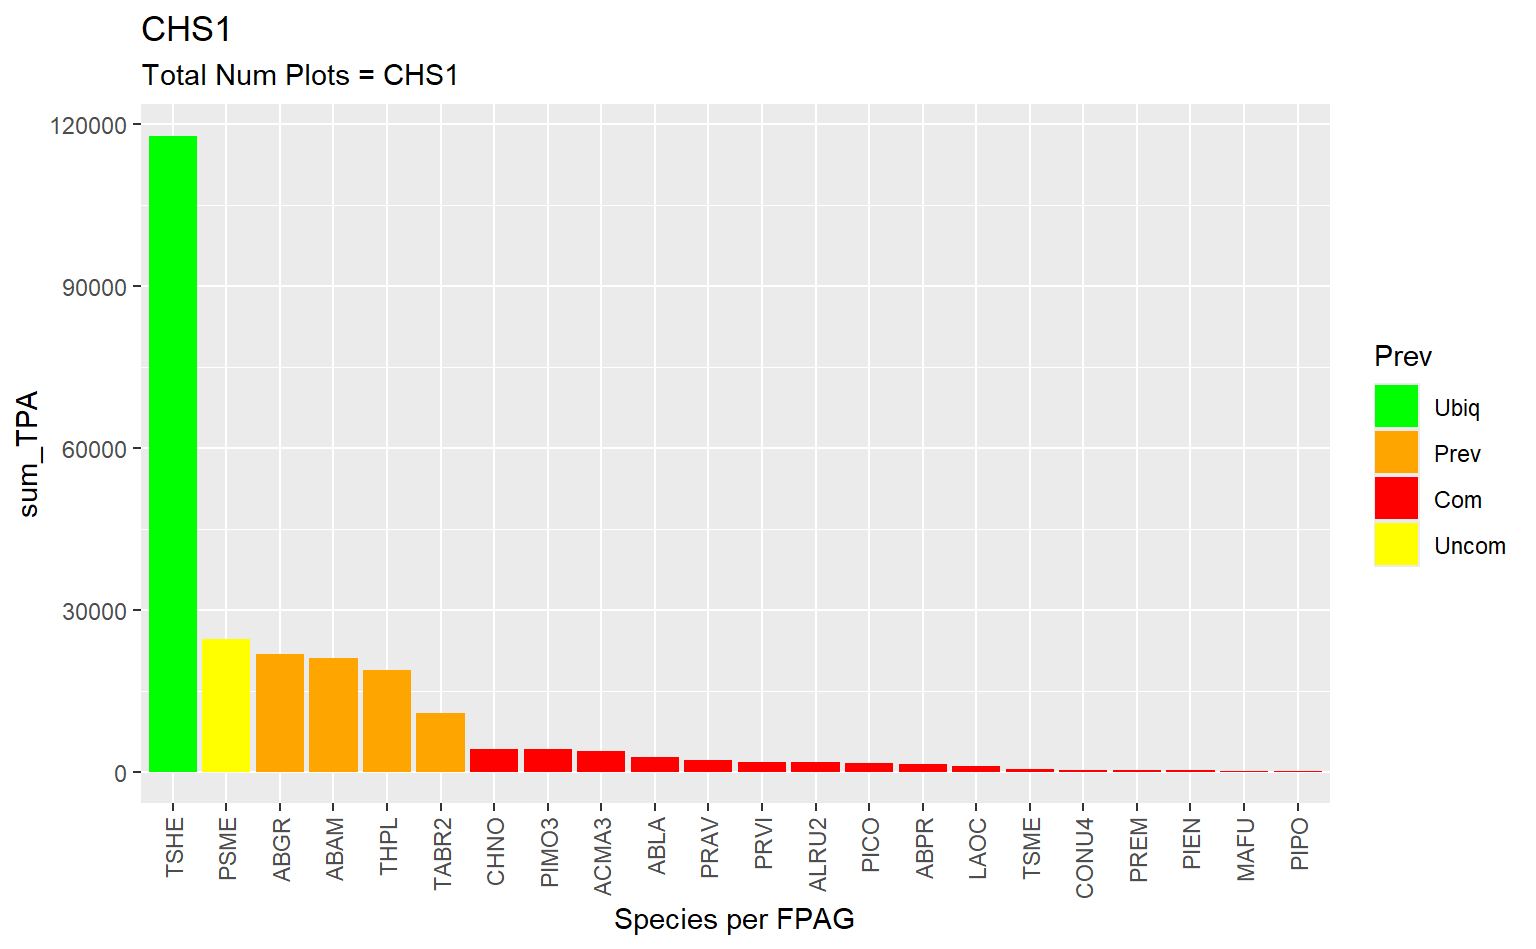 CHS1
Total Num Plots = CHS1
120000
90000
60000
30000
0
sum_TPA
TSHE
PSME
ABGR
ABAM
THPL
TABR2
CHNO
PIMO3
ACMA3
ABLA
PRAV
PRVI
ALRU2
PICO
ABPR
LAOC
TSME
CONU4
PREM
PIEN
MAFU
PIPO
Species per FPAG
Prev
Ubiq
Prev
Com
Uncom